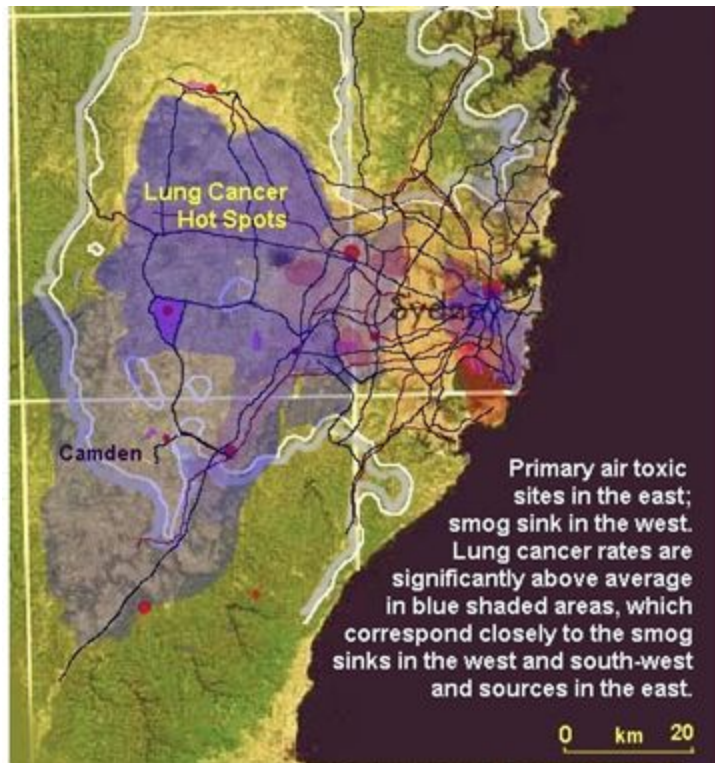 Lung Cancer
Hot Spots
Sydney
Camden
Primary air toxic
sites in the east;
smog sink in the west.
Lung cancer rates are
significantly above average
in blue shaded areas, which
correspond closely to the smog
sinks in the west and south-west
and sources in the east.
0 km 20